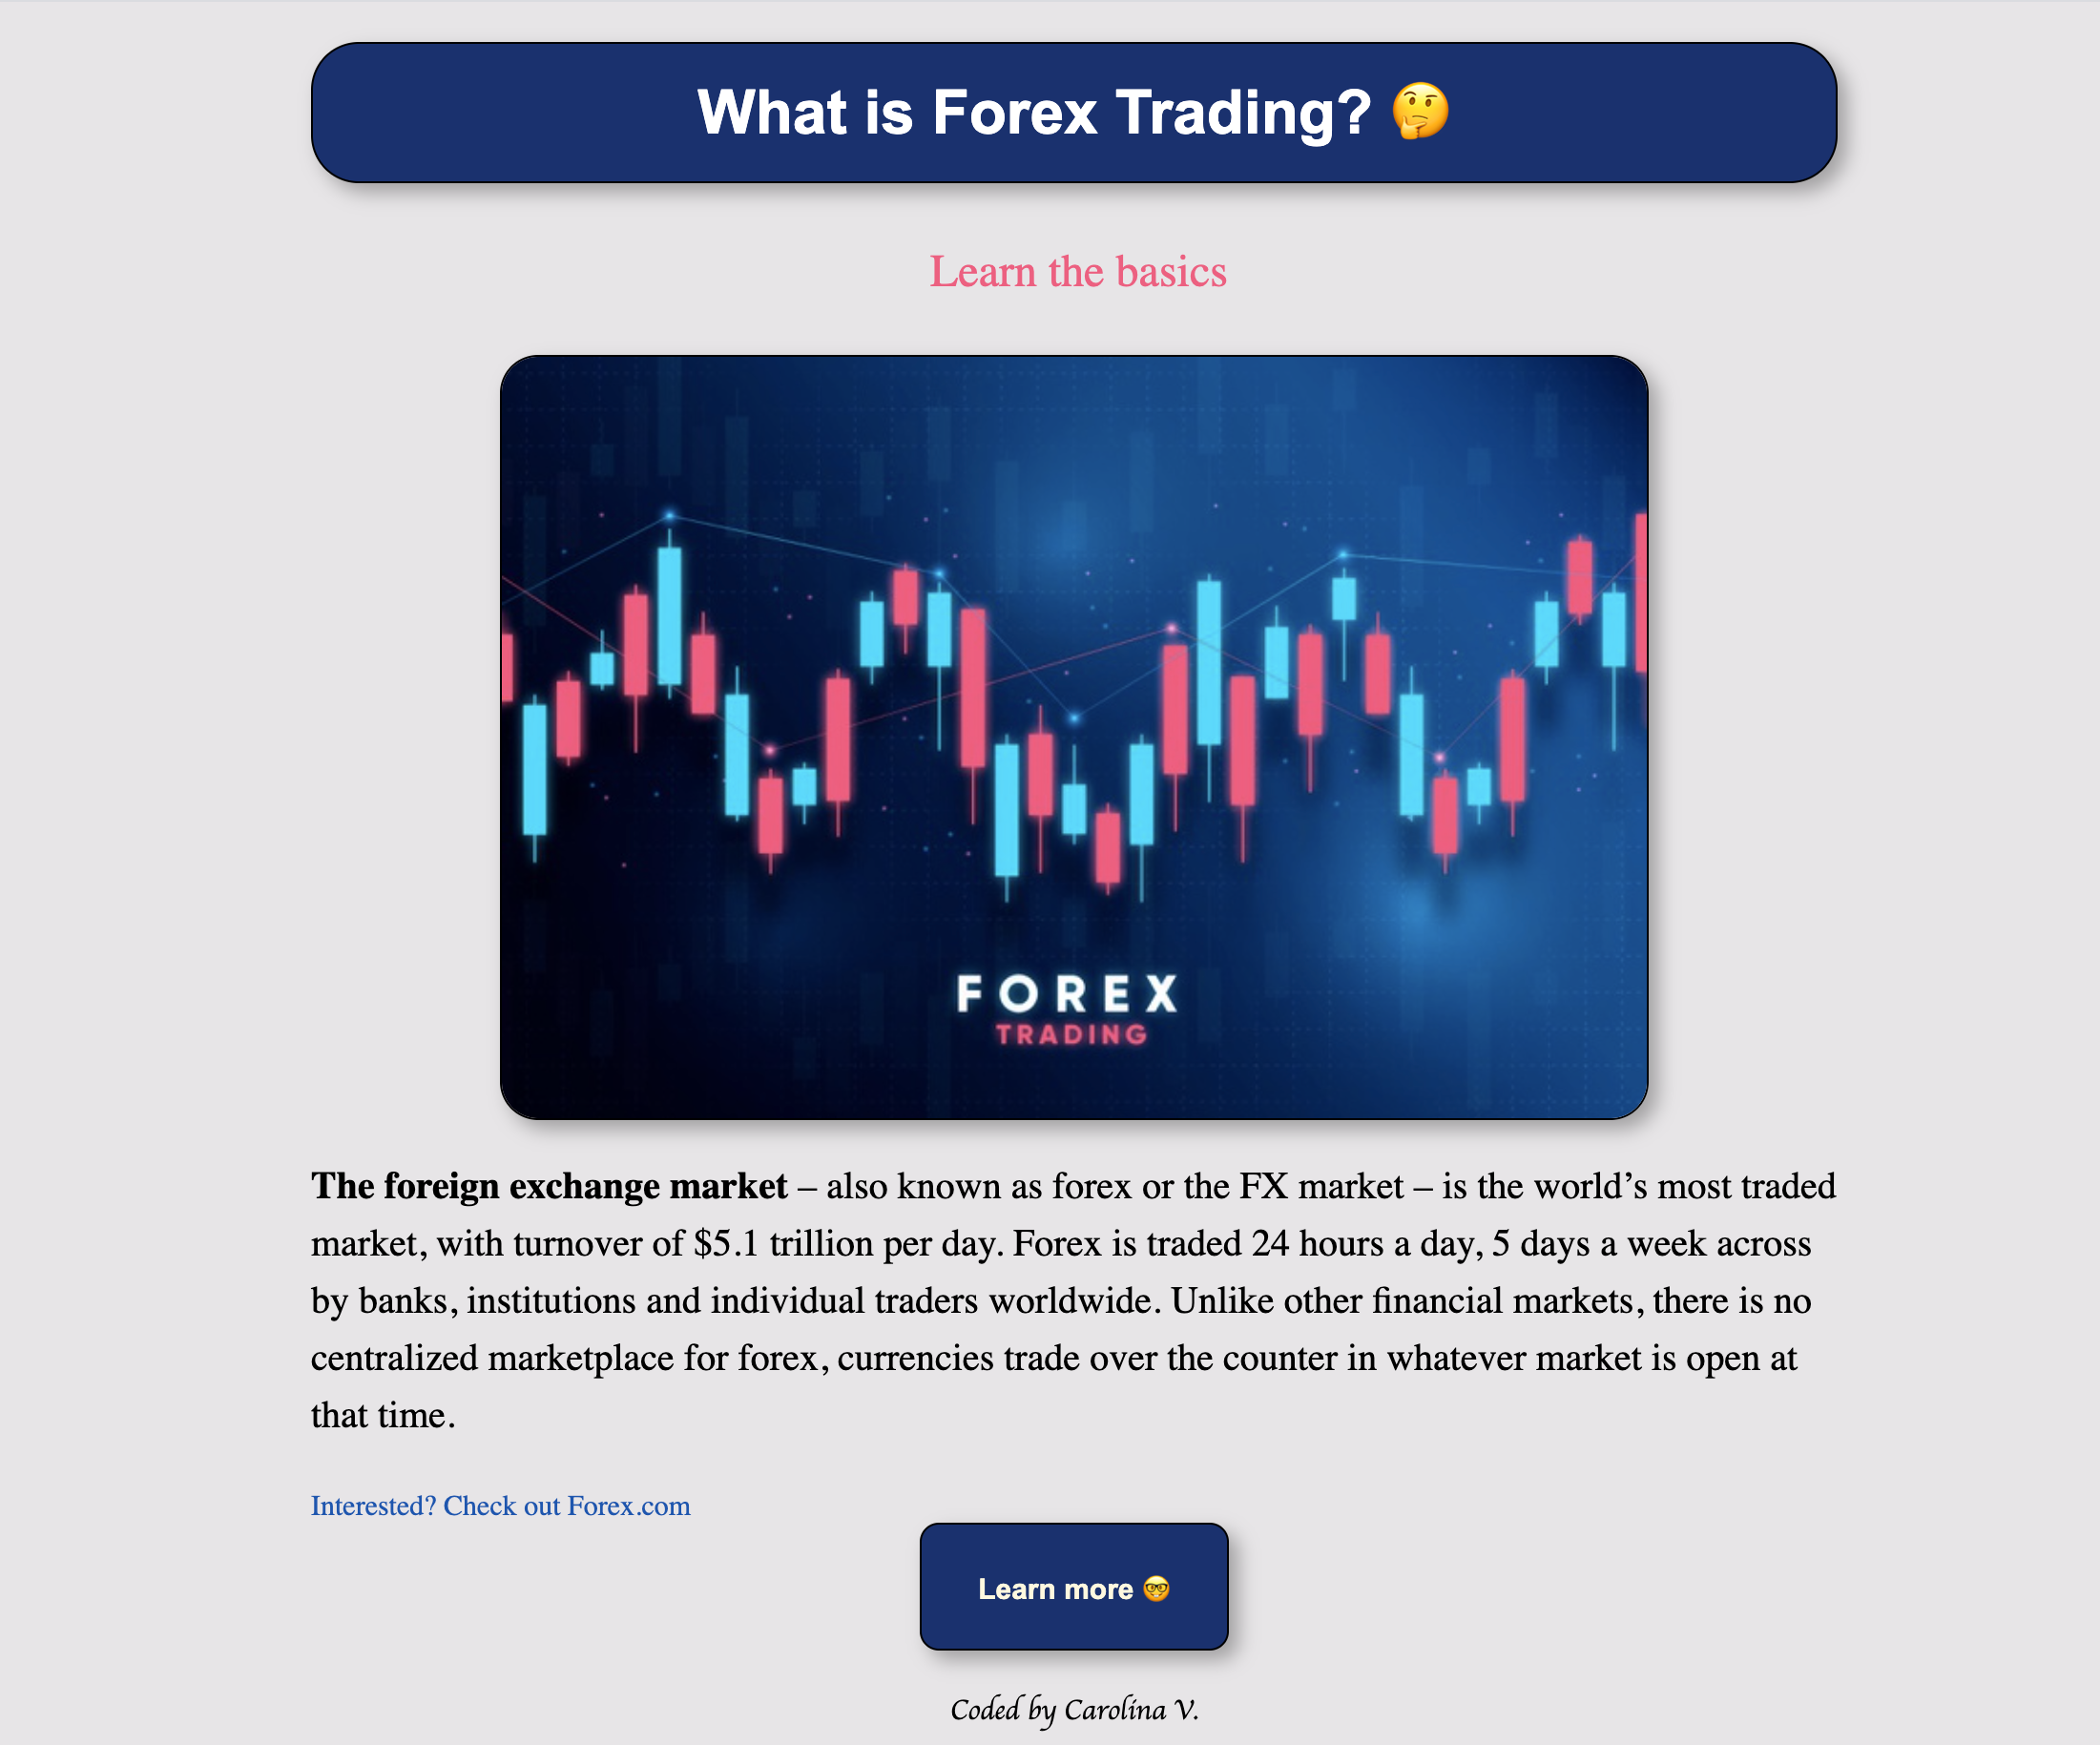 What is Forex Trading? 🤔
Learn the basics
FOREX
TRADING
The foreign exchange market – also known as forex or the FX market – is the world’s most traded
market, with turnover of $5.1 trillion per day. Forex is traded 24 hours a day, 5 days a week across
by banks, institutions and individual traders worldwide. Unlike other financial markets, there is no
centralized marketplace for forex, currencies trade over the counter in whatever market is open at
that time.
Interested? Check out Forex.com
Learn more 🤓
Coded by Carolina V.